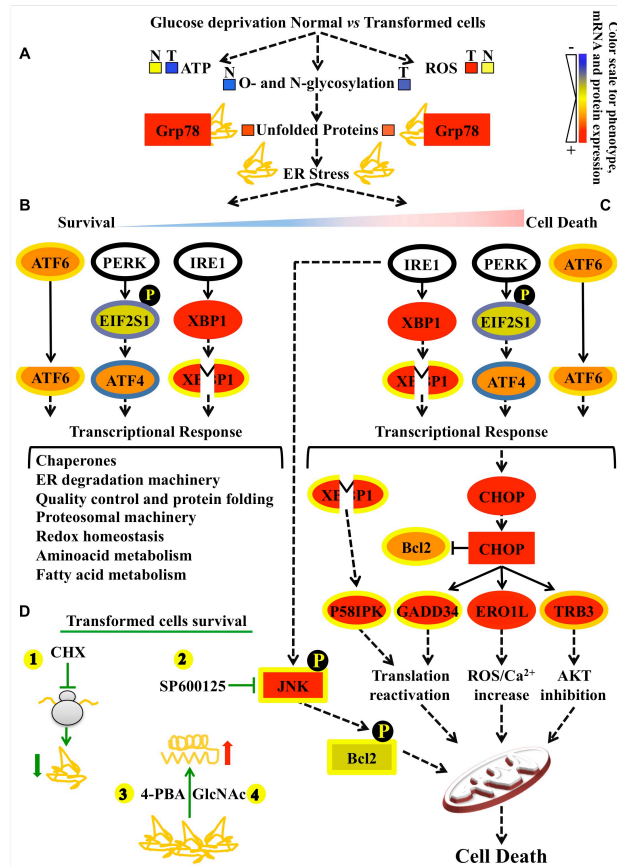 Glucose deprivation Normal vs Transformed cells
A
N T
ATP
ROS
T N
N
O- and N-glycosylation
T
Grp78
Unfolded Proteins
Grp78
ER Stress
-
+
Color scale for phenotype,
mRNA and protein expression
B
C
Survival
Cell Death
ATF6
PERK
IRE1
IRE1
PERK
ATF6
P
P
EIF2S1
XBP1
XBP1
EIF2S1
ATF6
ATF4
XBP1
XBP1
ATF4
ATF6
Transcriptional Response
Transcriptional Response
Chaperones
ER degradation machinery
Quality control and protein folding
Proteosomal machinery
Redox homeostasis
Aminoacid metabolism
Fatty acid metabolism
XBP1
CHOP
Bcl2
CHOP
P58IPK
GADD34
ERO1L
TRB3
Translation
reactivation
ROS/Ca2+
increase
AKT
inhibition
D
Transformed cells survival
1
CHX
2
SP600125
P
JNK
P
Bcl2
3
4-PBA
GlcNAc
4
Cell Death